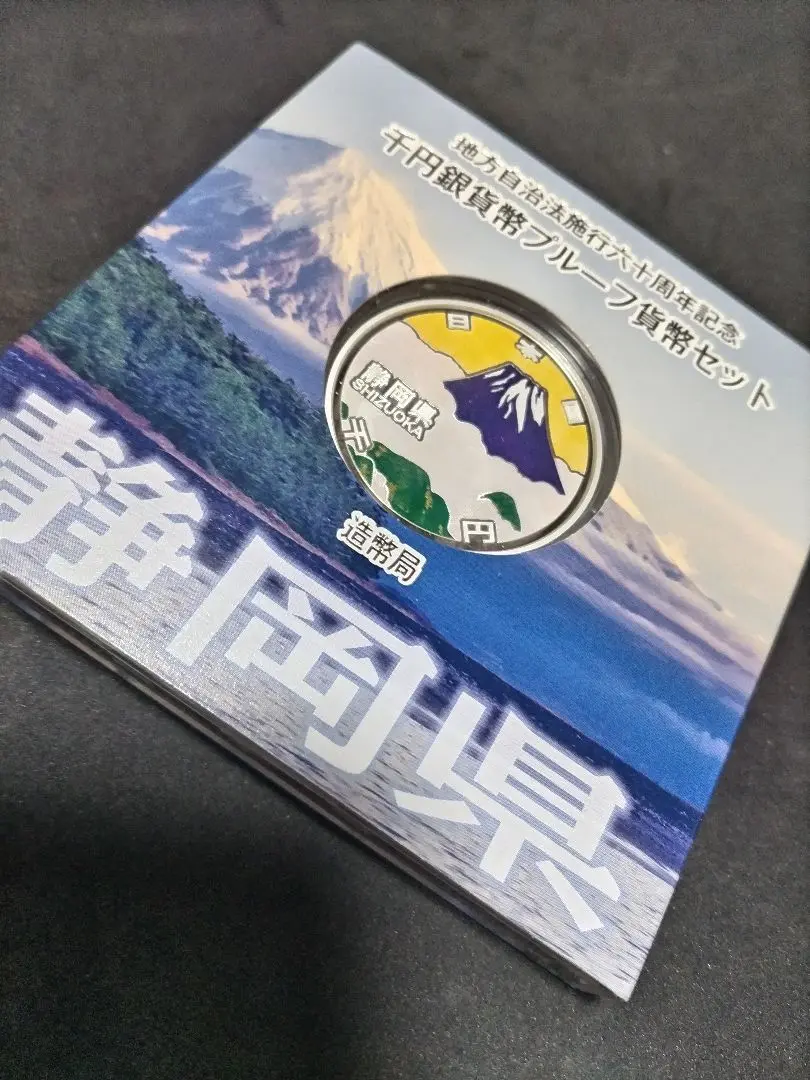 地方自治法施行六十周年記念
千円銀貨幣プルーフ貨幣セット
日本国
静岡県
SHIZUOKA
千円
造幣局
静岡県